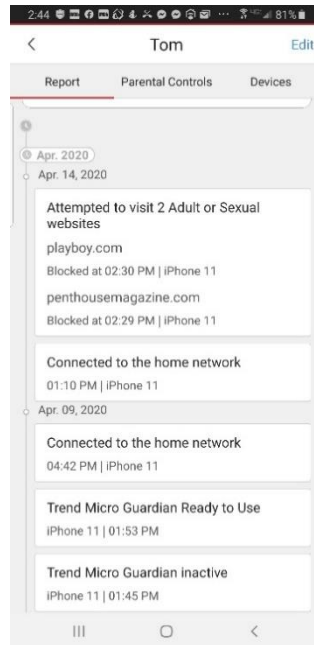 2:44 81%
Tom Edit
Report Parental Controls Devices
Apr. 2020
Apr. 14, 2020
Attempted to visit 2 Adult or Sexual
websites
playboy.com
Blocked at 02:30 PM | iPhone 11
penthousemagazine.com
Blocked at 02:29 PM | iPhone 11
Connected to the home network
01:10 PM | iPhone 11
Apr. 09, 2020
Connected to the home network
04:42 PM | iPhone 11
Trend Micro Guardian Ready to Use
iPhone 11 | 01:53 PM
Trend Micro Guardian inactive
iPhone 11 | 01:45 PM